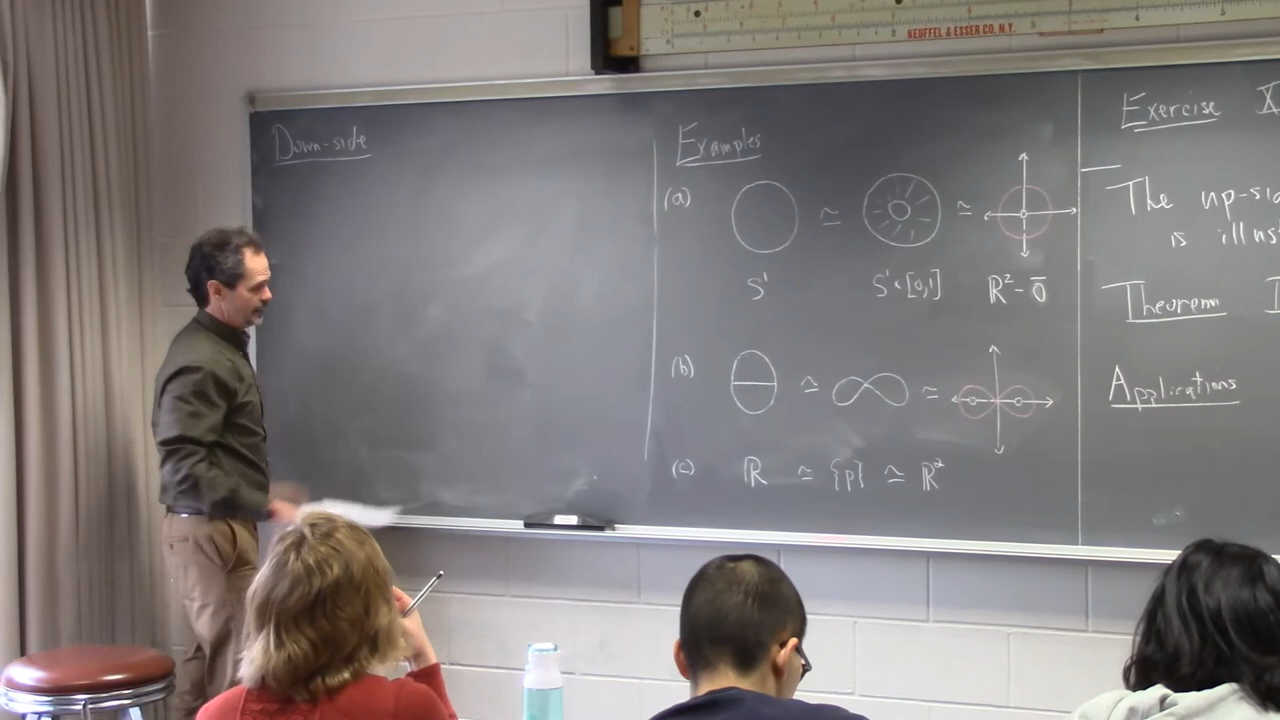 KEUFFEL & ESSER CO. N.Y.
Down-side
Examples
(a)
≃ ≃
S¹ S¹×[0,1] ℝ² - 0̄
(b)
≃ ≃
(c) ℝ ≃ {p} ≃ ℝ²
Exercise X
The up-si
is illus
Theorem
Applications